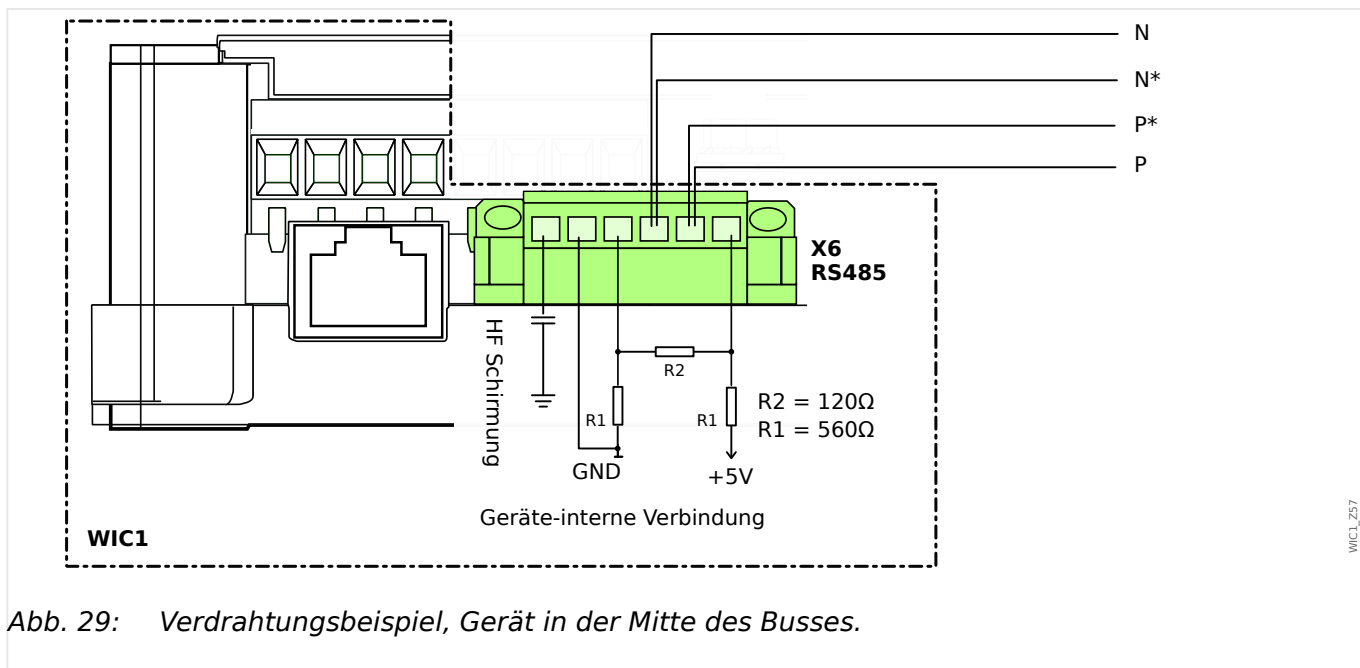 N
N*
P*
P
X6
RS485
HF Schirmung
R2
R1
R1
R2 = 120Ω
R1 = 560Ω
GND
+5V
Geräte-interne Verbindung
WIC1
WIC1_Z57
Abb. 29: Verdrahtungsbeispiel, Gerät in der Mitte des Busses.